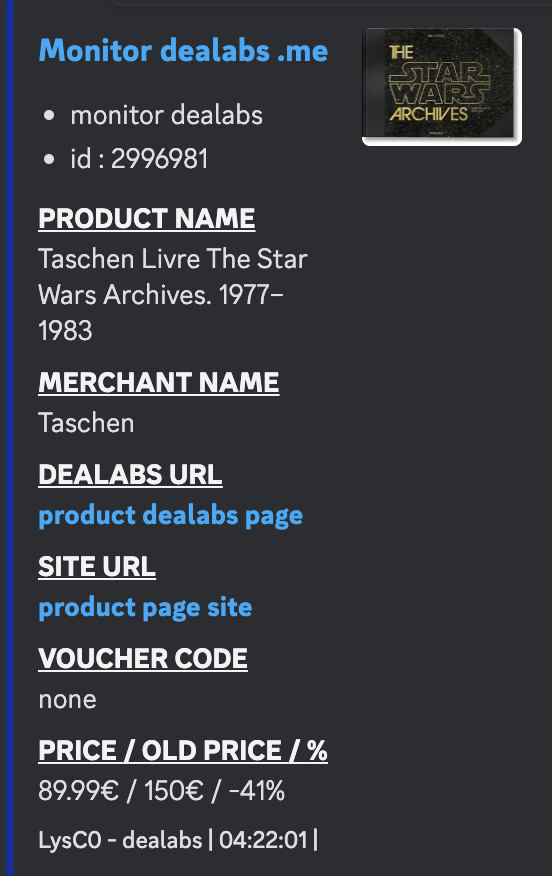 Monitor dealabs .me
THE
STAR
WARS
ARCHIVES
• monitor dealabs
• id : 2996981
PRODUCT NAME
Taschen Livre The Star
Wars Archives. 1977–
1983
MERCHANT NAME
Taschen
DEALABS URL
product dealabs page
SITE URL
product page site
VOUCHER CODE
none
PRICE / OLD PRICE / %
89.99€ / 150€ / -41%
LysC0 - dealabs | 04:22:01 |